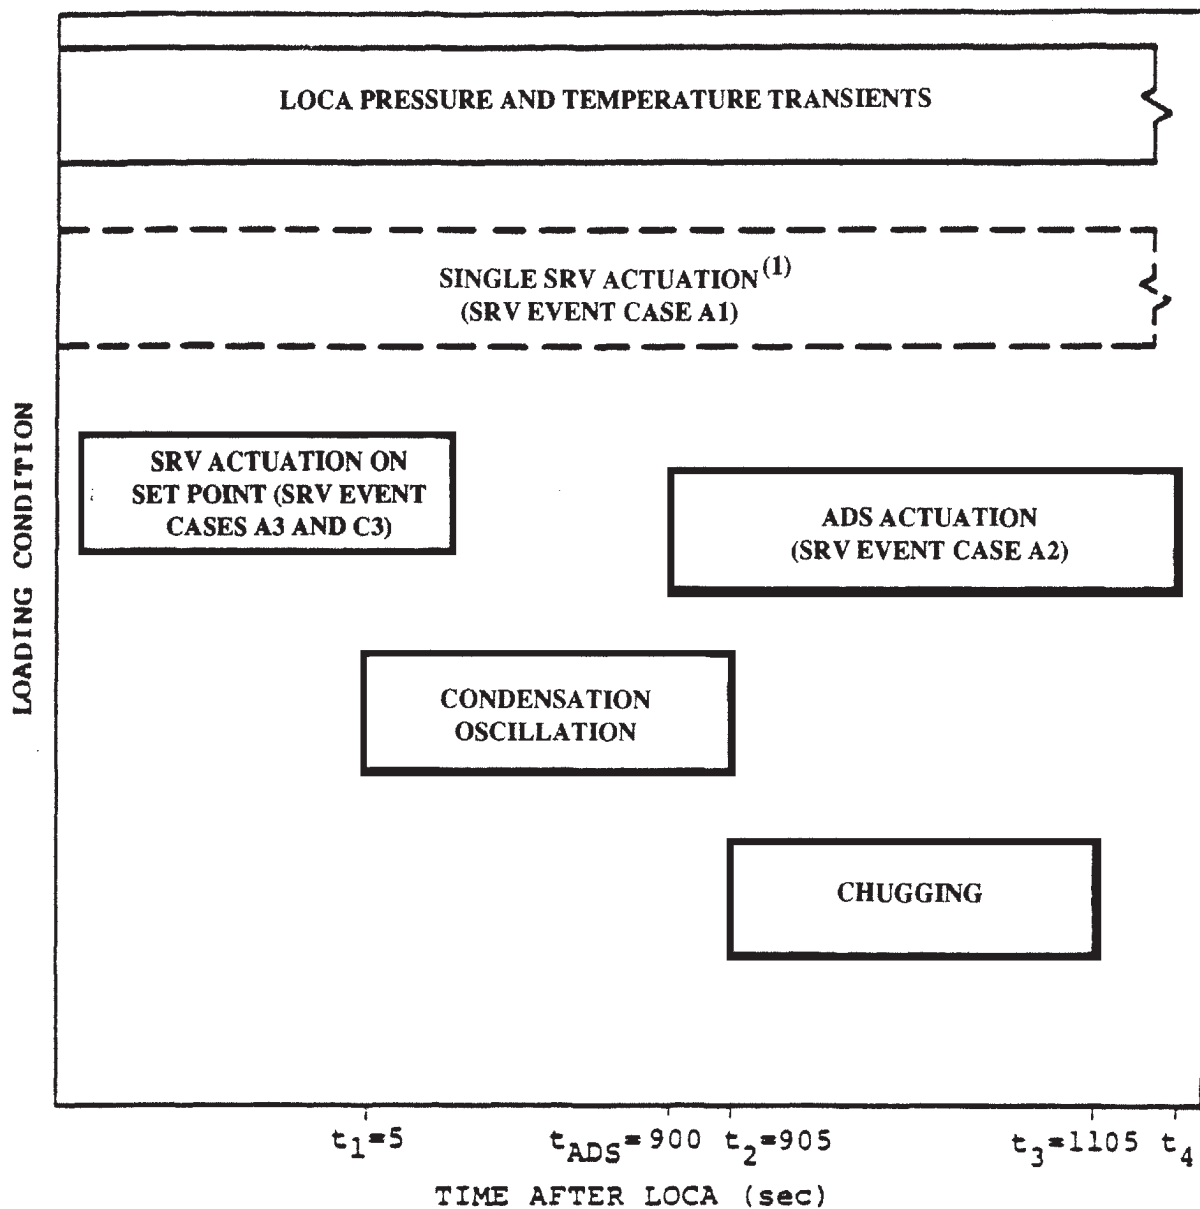 LOCA PRESSURE AND TEMPERATURE TRANSIENTS
SINGLE SRV ACTUATION(1)
(SRV EVENT CASE A1)
SRV ACTUATION ON
SET POINT (SRV EVENT
CASES A3 AND C3)
ADS ACTUATION
(SRV EVENT CASE A2)
CONDENSATION
OSCILLATION
CHUGGING
LOADING CONDITION
t1=5
tADS=900
t2=905
t3=1105
t4
TIME AFTER LOCA (sec)